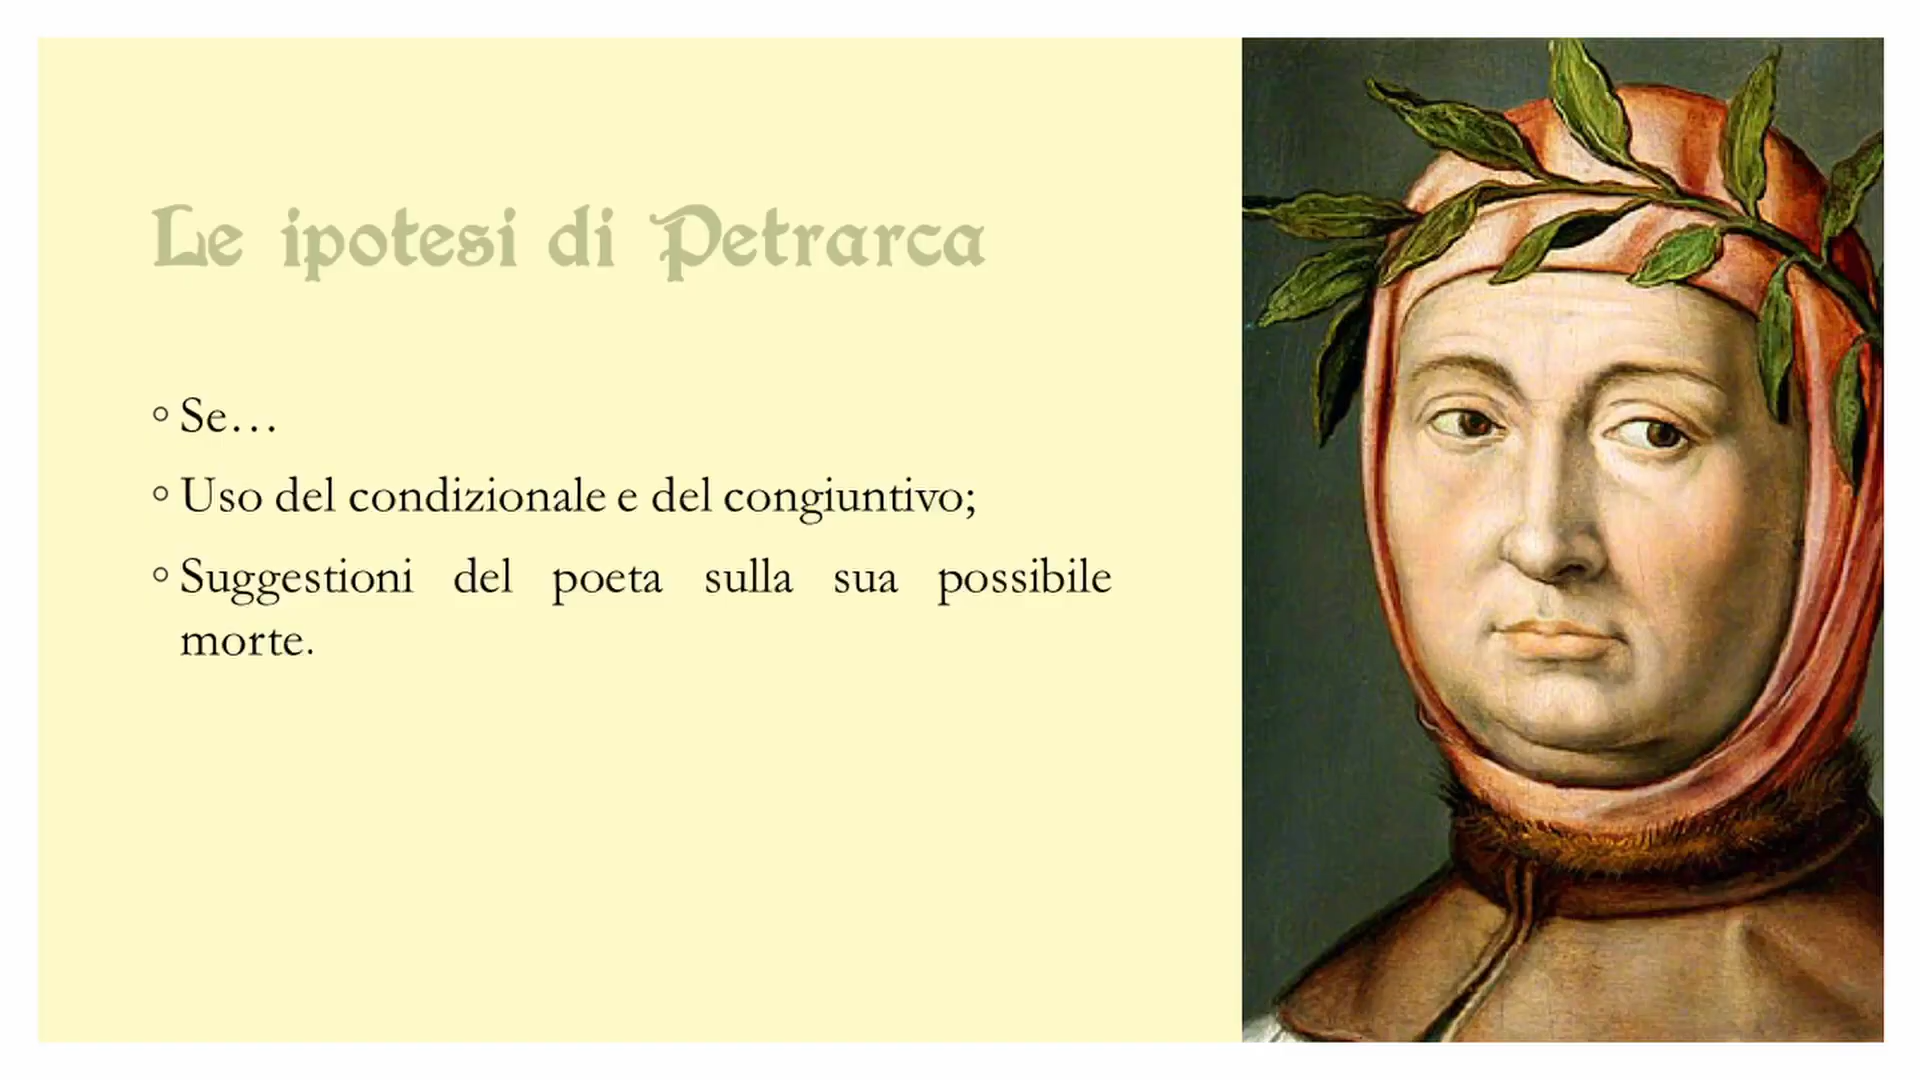 Le ipotesi di Petrarca
◦ Se…
◦ Uso del condizionale e del congiuntivo;
◦ Suggestioni del poeta sulla sua possibile
morte.